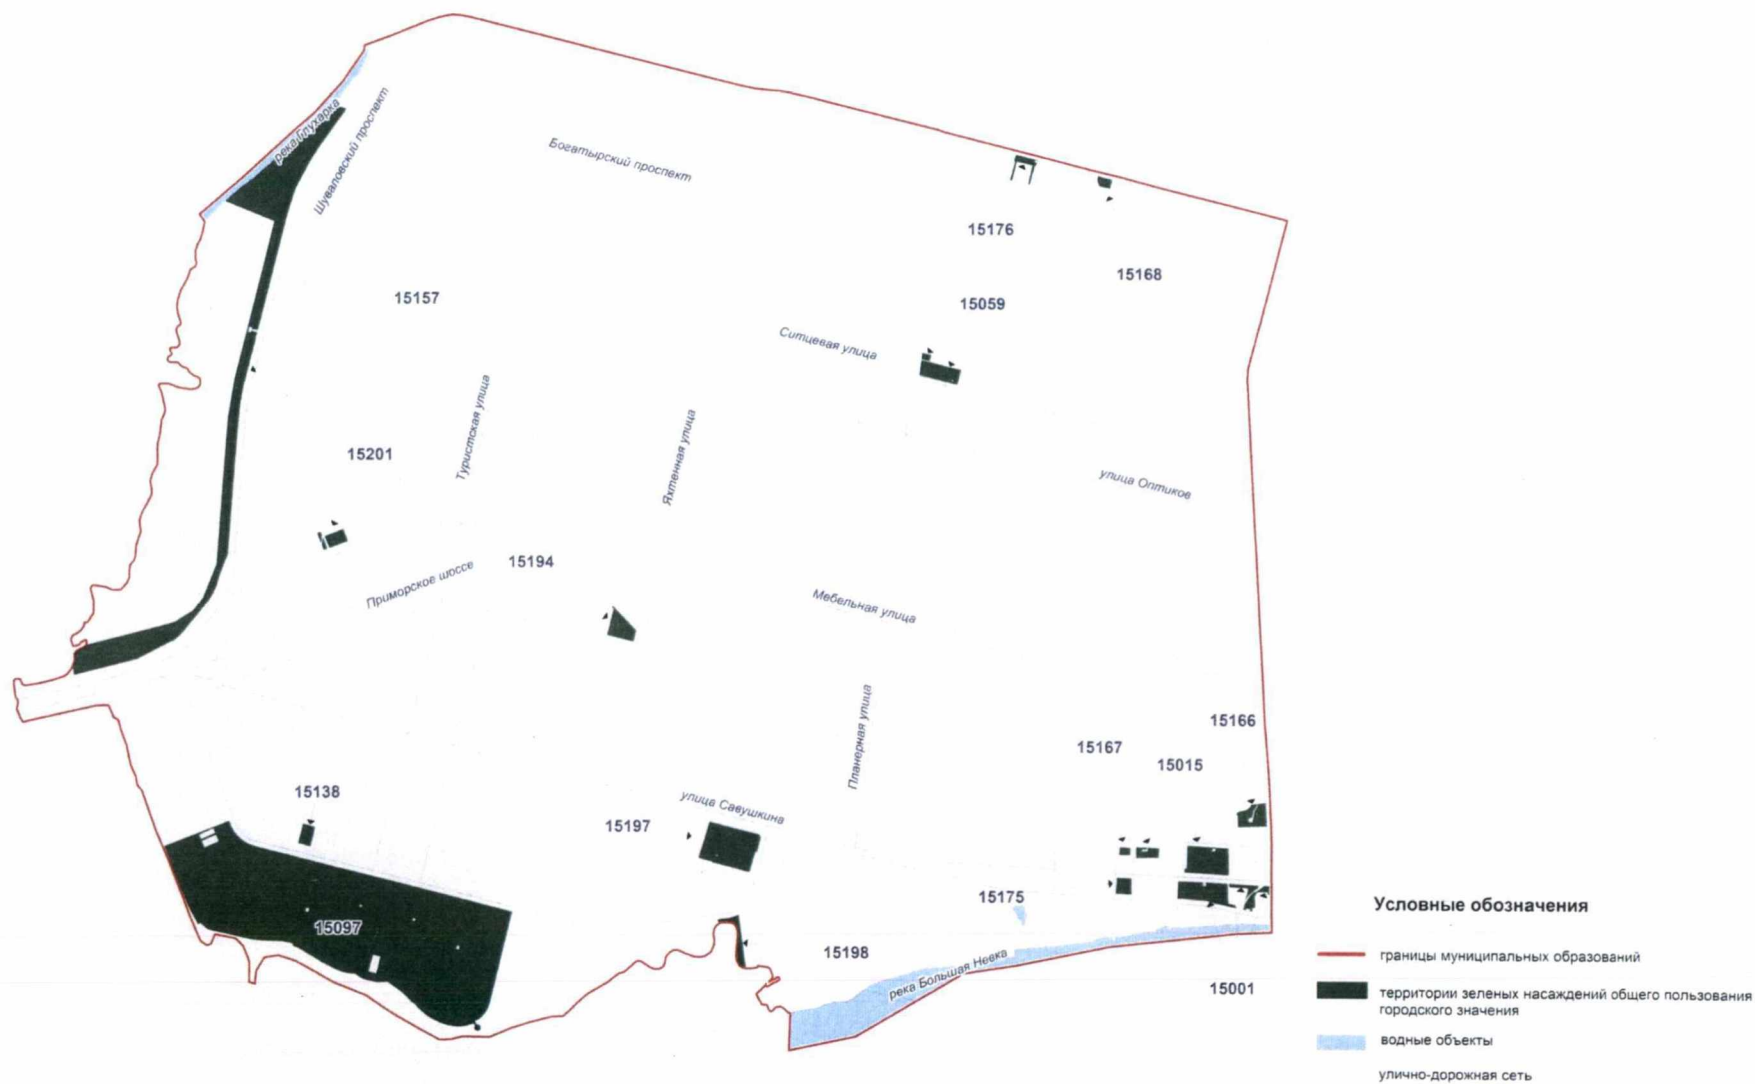 река Глухарка
Шуваловский проспект
Богатырский проспект
15176
15168
15157
15059
Ситцевая улица
Туристская улица
Яхтенная улица
15201
улица Оптиков
15194
Приморское шоссе
Мебельная улица
Планерная улица
15166
15167
15015
15138
улица Савушкина
15197
15175
15097
15198
река Большая Невка
15001
Условные обозначения
границы муниципальных образований
территории зеленых насаждений общего пользования
городского значения
водные объекты
улично-дорожная сеть